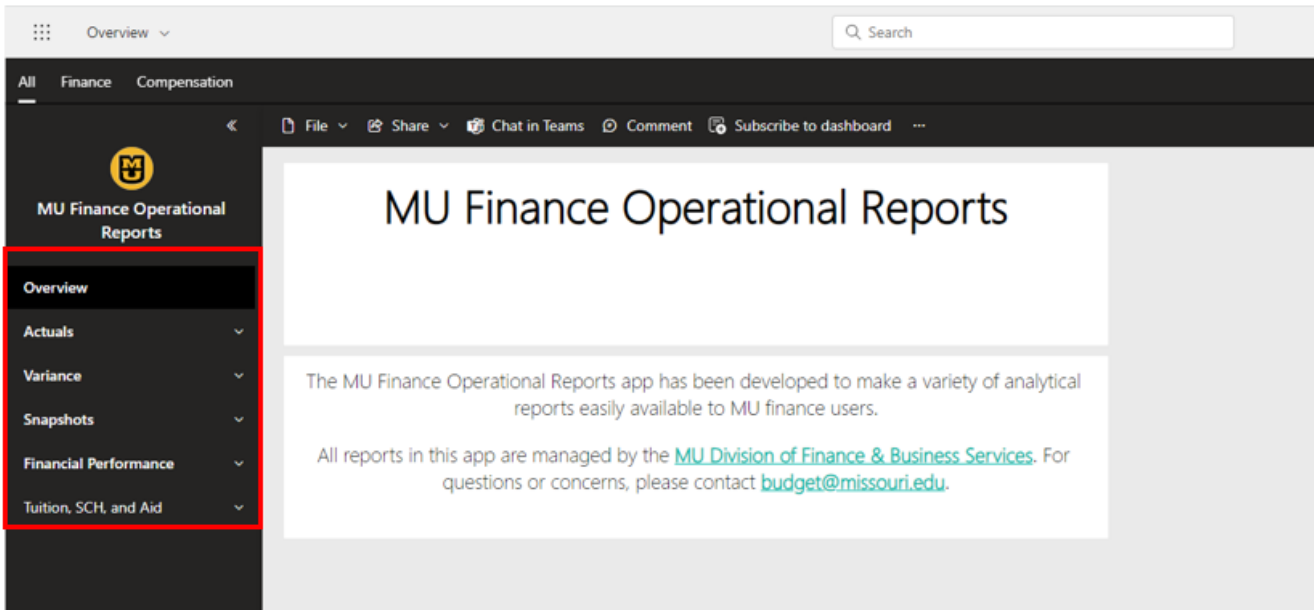 Overview
Search
All Finance Compensation
File Share Chat in Teams Comment Subscribe to dashboard ...
MU
MU Finance Operational
Reports
Overview
Actuals
Variance
Snapshots
Financial Performance
Tuition, SCH, and Aid
MU Finance Operational Reports
The MU Finance Operational Reports app has been developed to make a variety of analytical
reports easily available to MU finance users.
All reports in this app are managed by the MU Division of Finance & Business Services. For
questions or concerns, please contact budget@missouri.edu.